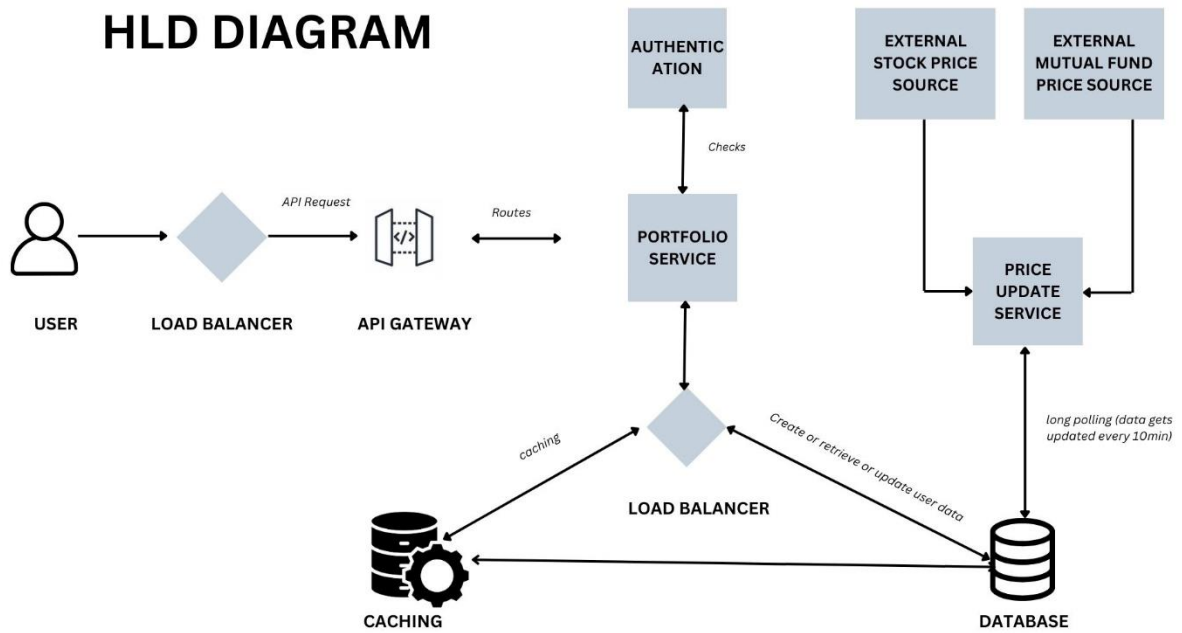 HLD DIAGRAM
AUTHENTIC
ATION
EXTERNAL
STOCK PRICE
SOURCE
EXTERNAL
MUTUAL FUND
PRICE SOURCE
Checks
API Request
Routes
</>
PORTFOLIO
SERVICE
PRICE
UPDATE
SERVICE
USER
LOAD BALANCER
API GATEWAY
long polling (data gets
updated every 10min)
caching
Create or retrieve or update user data
LOAD BALANCER
CACHING
DATABASE